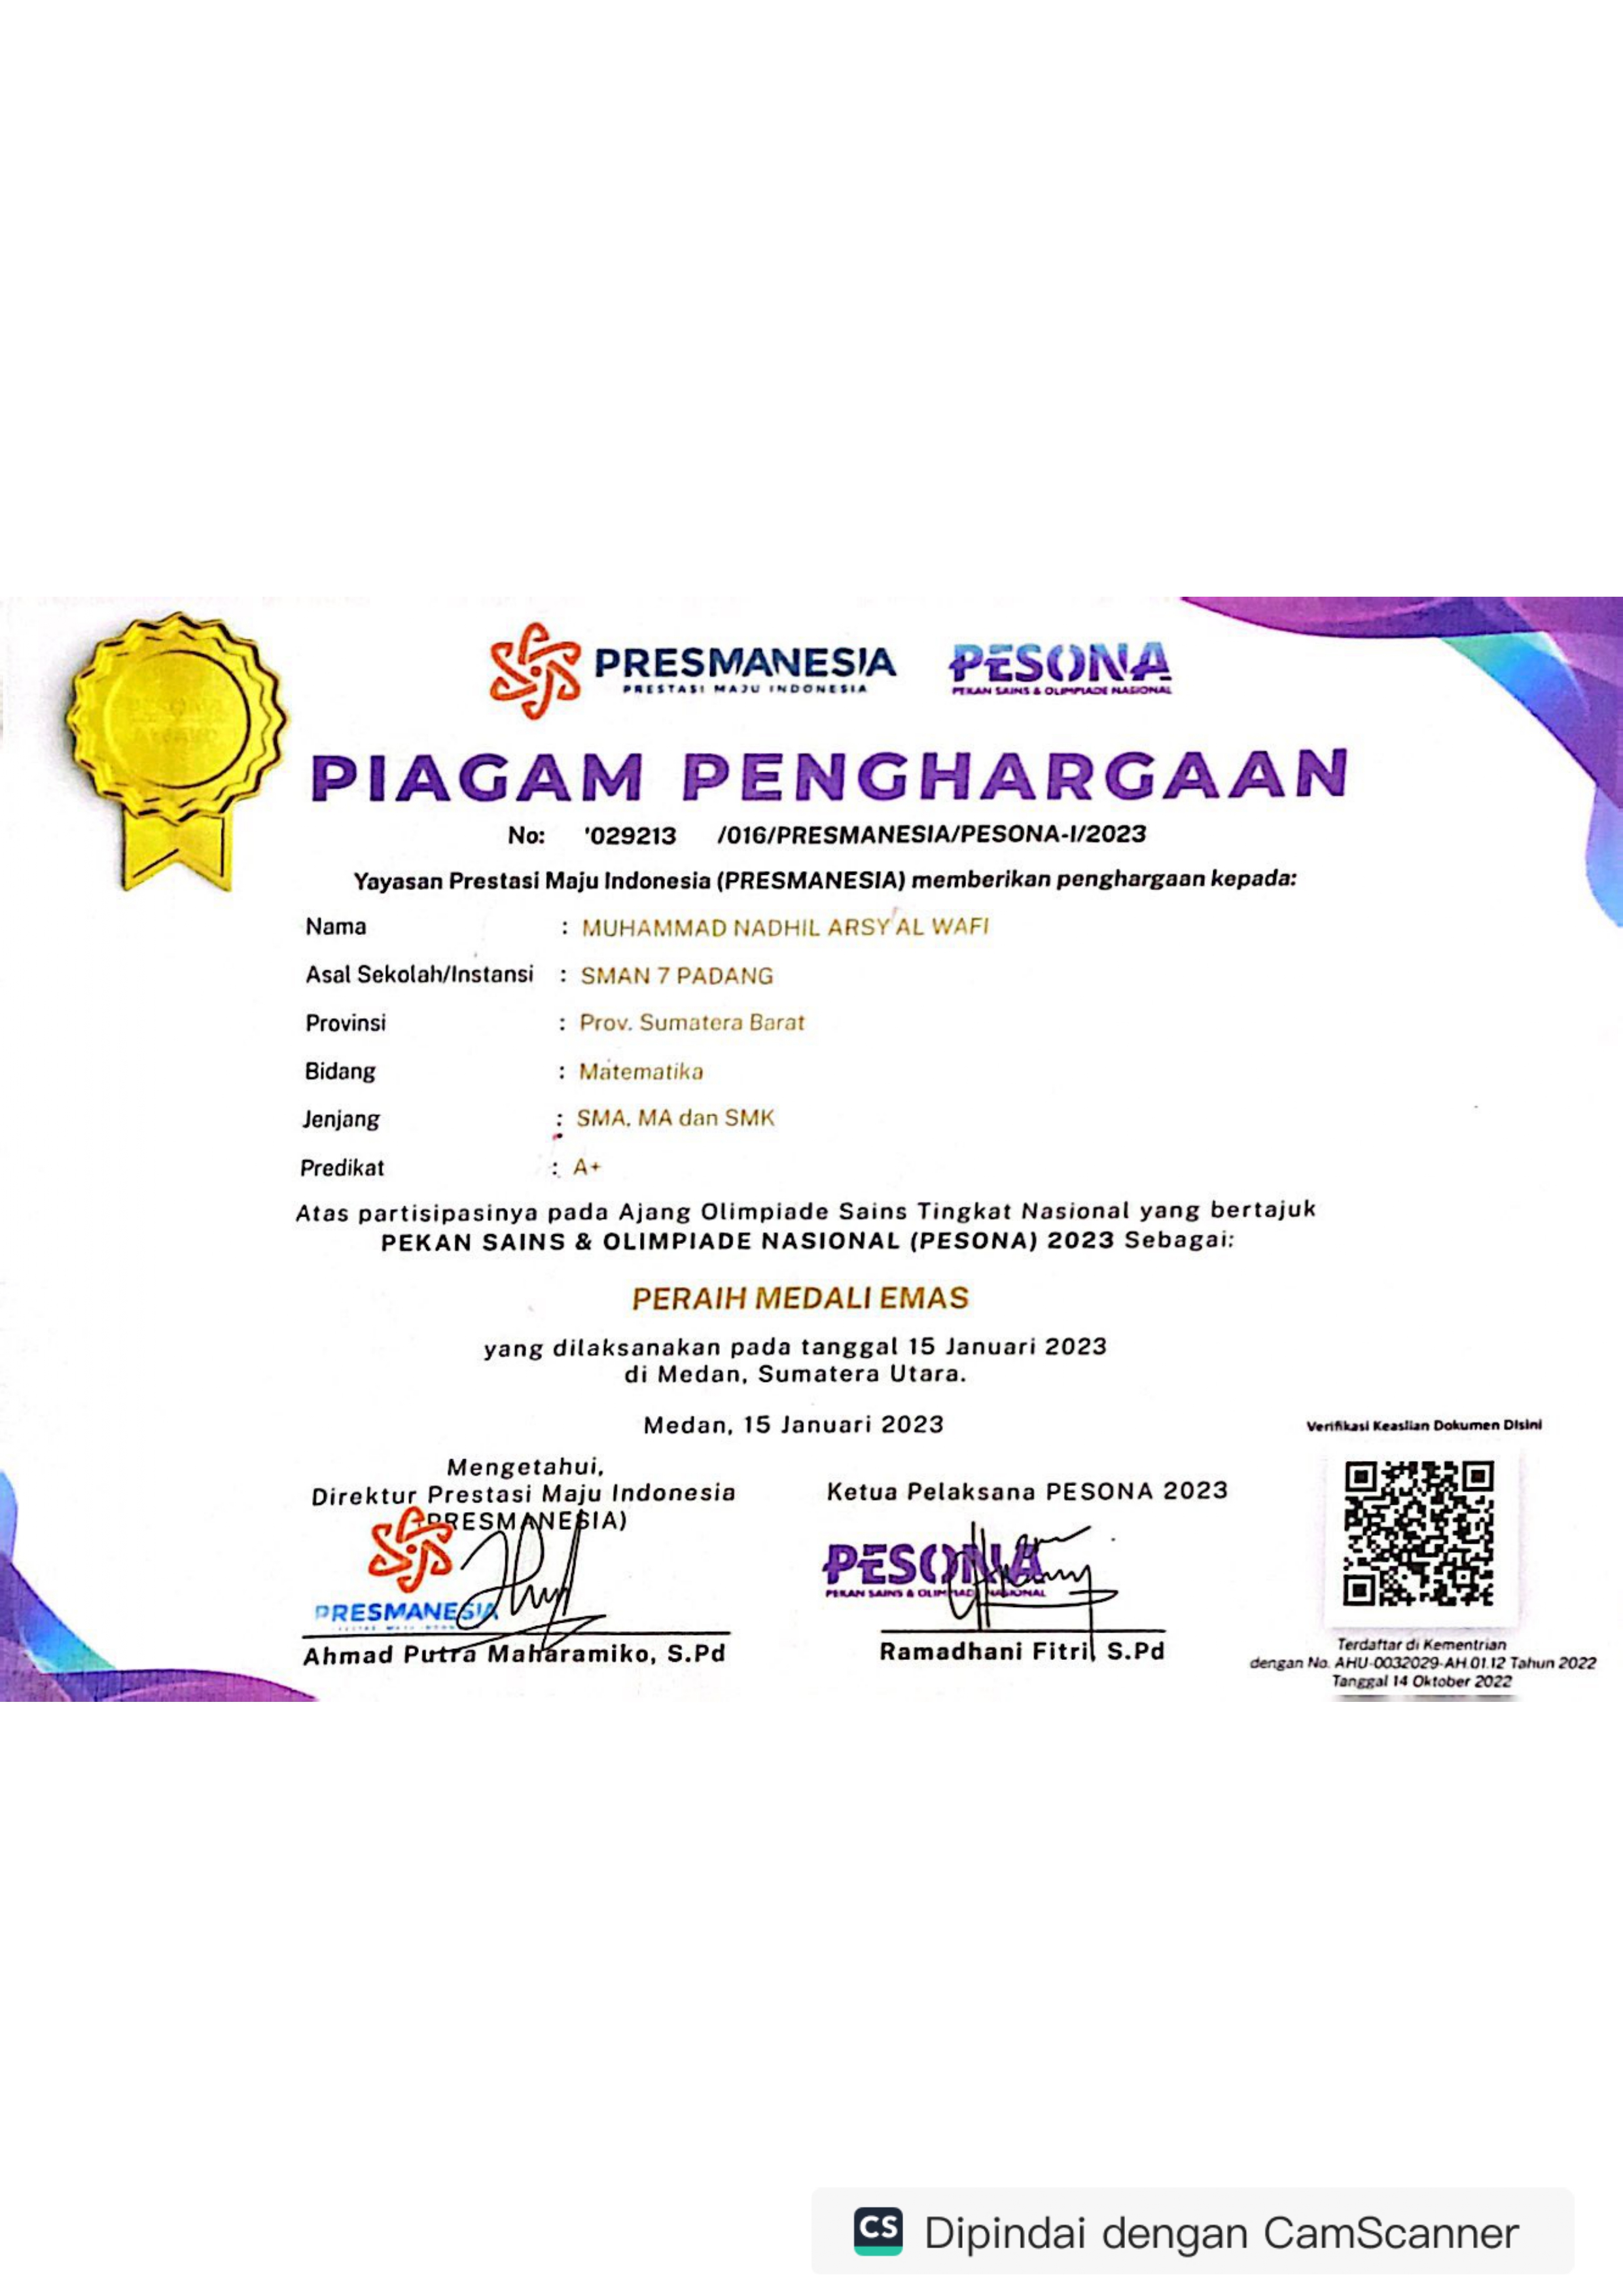 PRESMANESIA
PRESTASI MAJU INDONESIA
PESONA
PEKAN SAINS & OLIMPIADE NASIONAL
PIAGAM PENGHARGAAN
No: '029213 /016/PRESMANESIA/PESONA-I/2023
Yayasan Prestasi Maju Indonesia (PRESMANESIA) memberikan penghargaan kepada:
Nama : MUHAMMAD NADHIL ARSY AL WAFI
Asal Sekolah/Instansi : SMAN 7 PADANG
Provinsi : Prov. Sumatera Barat
Bidang : Matematika
Jenjang : SMA, MA dan SMK
Predikat : A+
Atas partisipasinya pada Ajang Olimpiade Sains Tingkat Nasional yang bertajuk
PEKAN SAINS & OLIMPIADE NASIONAL (PESONA) 2023 Sebagai:
PERAIH MEDALI EMAS
yang dilaksanakan pada tanggal 15 Januari 2023
di Medan, Sumatera Utara.
Medan, 15 Januari 2023
Mengetahui,
Direktur Prestasi Maju Indonesia
(PRESMANESIA)
PRESMANESIA
Ahmad Putra Maharamiko, S.Pd
Ketua Pelaksana PESONA 2023
PESONA
PEKAN SAINS & OLIMPIADE NASIONAL
Ramadhani Fitri, S.Pd
Verifikasi Keaslian Dokumen Disini
Terdaftar di Kementrian
dengan No. AHU-0032029-AH.01.12 Tahun 2022
Tanggal 14 Oktober 2022
CS Dipindai dengan CamScanner